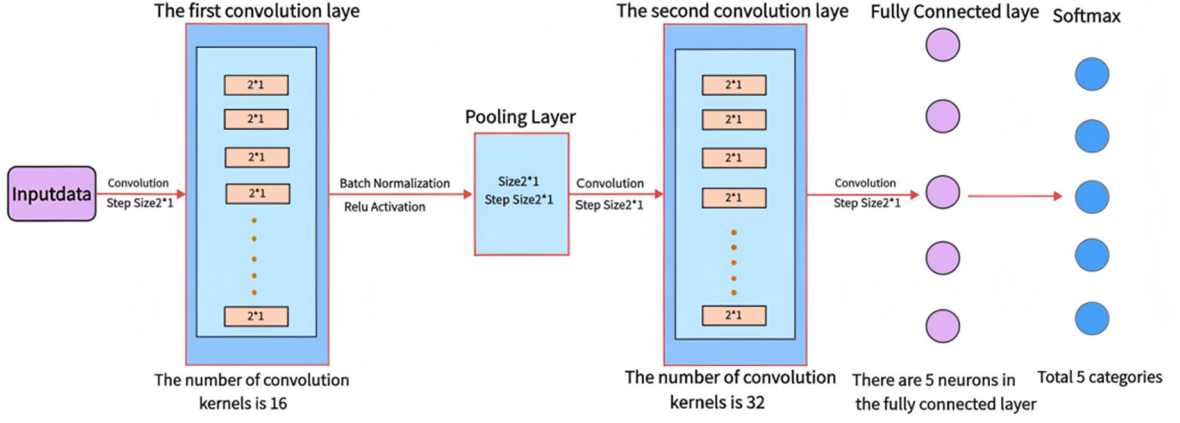 The first convolution laye
The second convolution laye
Fully Connected laye
Softmax
Inputdata
Convolution
Step Size2*1
2*1
2*1
2*1
2*1
2*1
The number of convolution
kernels is 16
Batch Normalization
Relu Activation
Pooling Layer
Size2*1
Step Size2*1
Convolution
Step Size2*1
2*1
2*1
2*1
2*1
2*1
The number of convolution
kernels is 32
Convolution
Step Size2*1
There are 5 neurons in
the fully connected layer
Total 5 categories